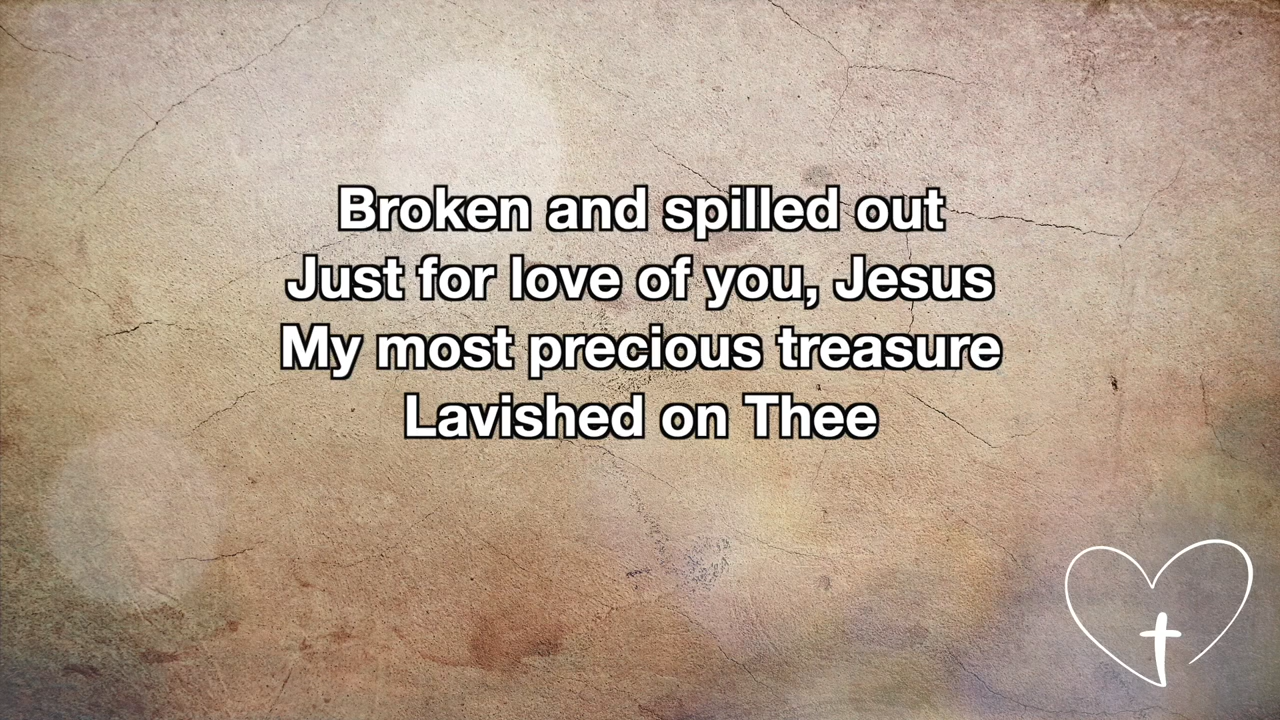 Broken and spilled out
Just for love of you, Jesus
My most precious treasure
Lavished on Thee